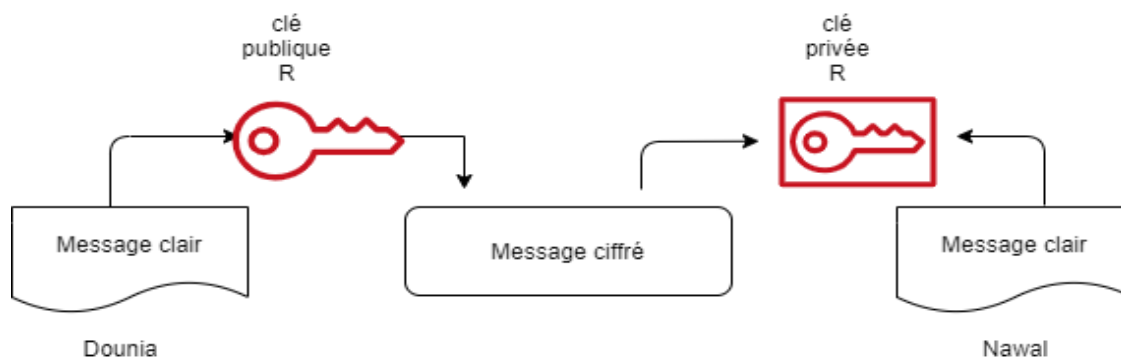 clé
publique
R
clé
privée
R
Message clair
Message ciffré
Message clair
Dounia
Nawal